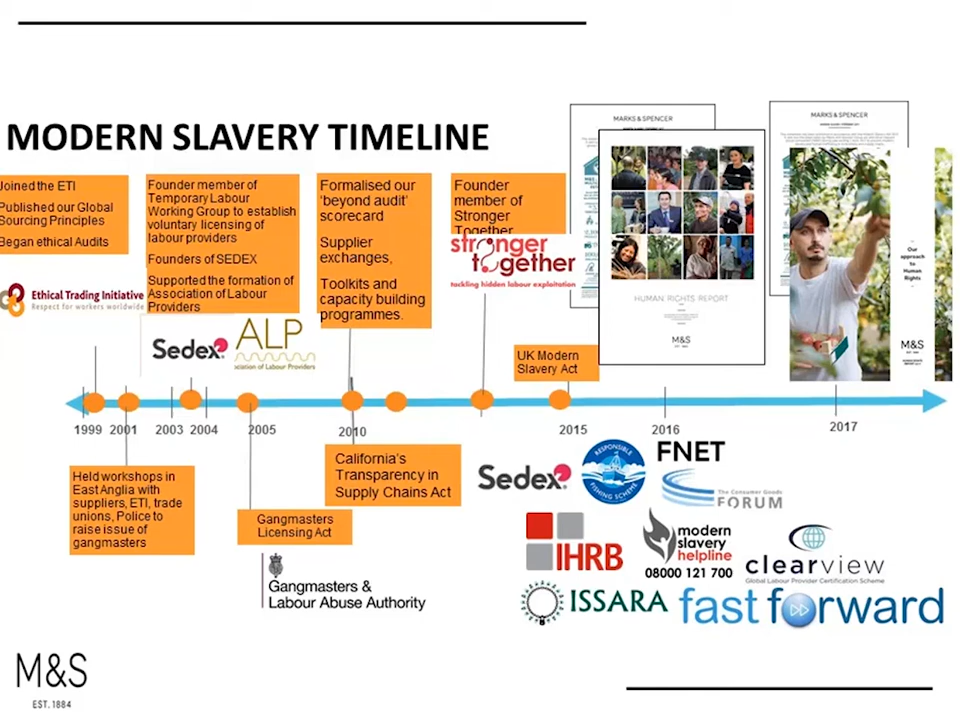 MODERN SLAVERY TIMELINE
Joined the ETI
Published our Global
Sourcing Principles
Began ethical Audits
Ethical Trading Initiative
Respect for workers worldwide
Founder member of
Temporary Labour
Working Group to establish
voluntary licensing of
labour providers
Founders of SEDEX
Supported the formation of
Association of Labour
Providers
Sedex
ALP
ciation of Labour Providers
Formalised our
'beyond audit'
scorecard
Supplier
exchanges,
Toolkits and
capacity building
programmes.
Founder
member of
Stronger
Together
stronger
together
tackling hidden labour exploitation
UK Modern
Slavery Act
MARKS & SPENCER
HUMAN RIGHTS REPORT
M&S
MARKS & SPENCER
Our
approach
to
Human
Rights
M&S
1999 2001 2003 2004 2005 2010 2015 2016 2017
Held workshops in
East Anglia with
suppliers, ETI, trade
unions, Police to
raise issue of
gangmasters
Gangmasters
Licensing Act
Gangmasters &
Labour Abuse Authority
California's
Transparency in
Supply Chains Act
Sedex
RESPONSIBLE
FISHING SCHEME
FNET
The Consumer Goods
FORUM
IHRB
modern
slavery
helpline
08000 121 700
clearview
Global Labour Provider Certification Scheme
ISSARA
fast forward
M&S
EST. 1884